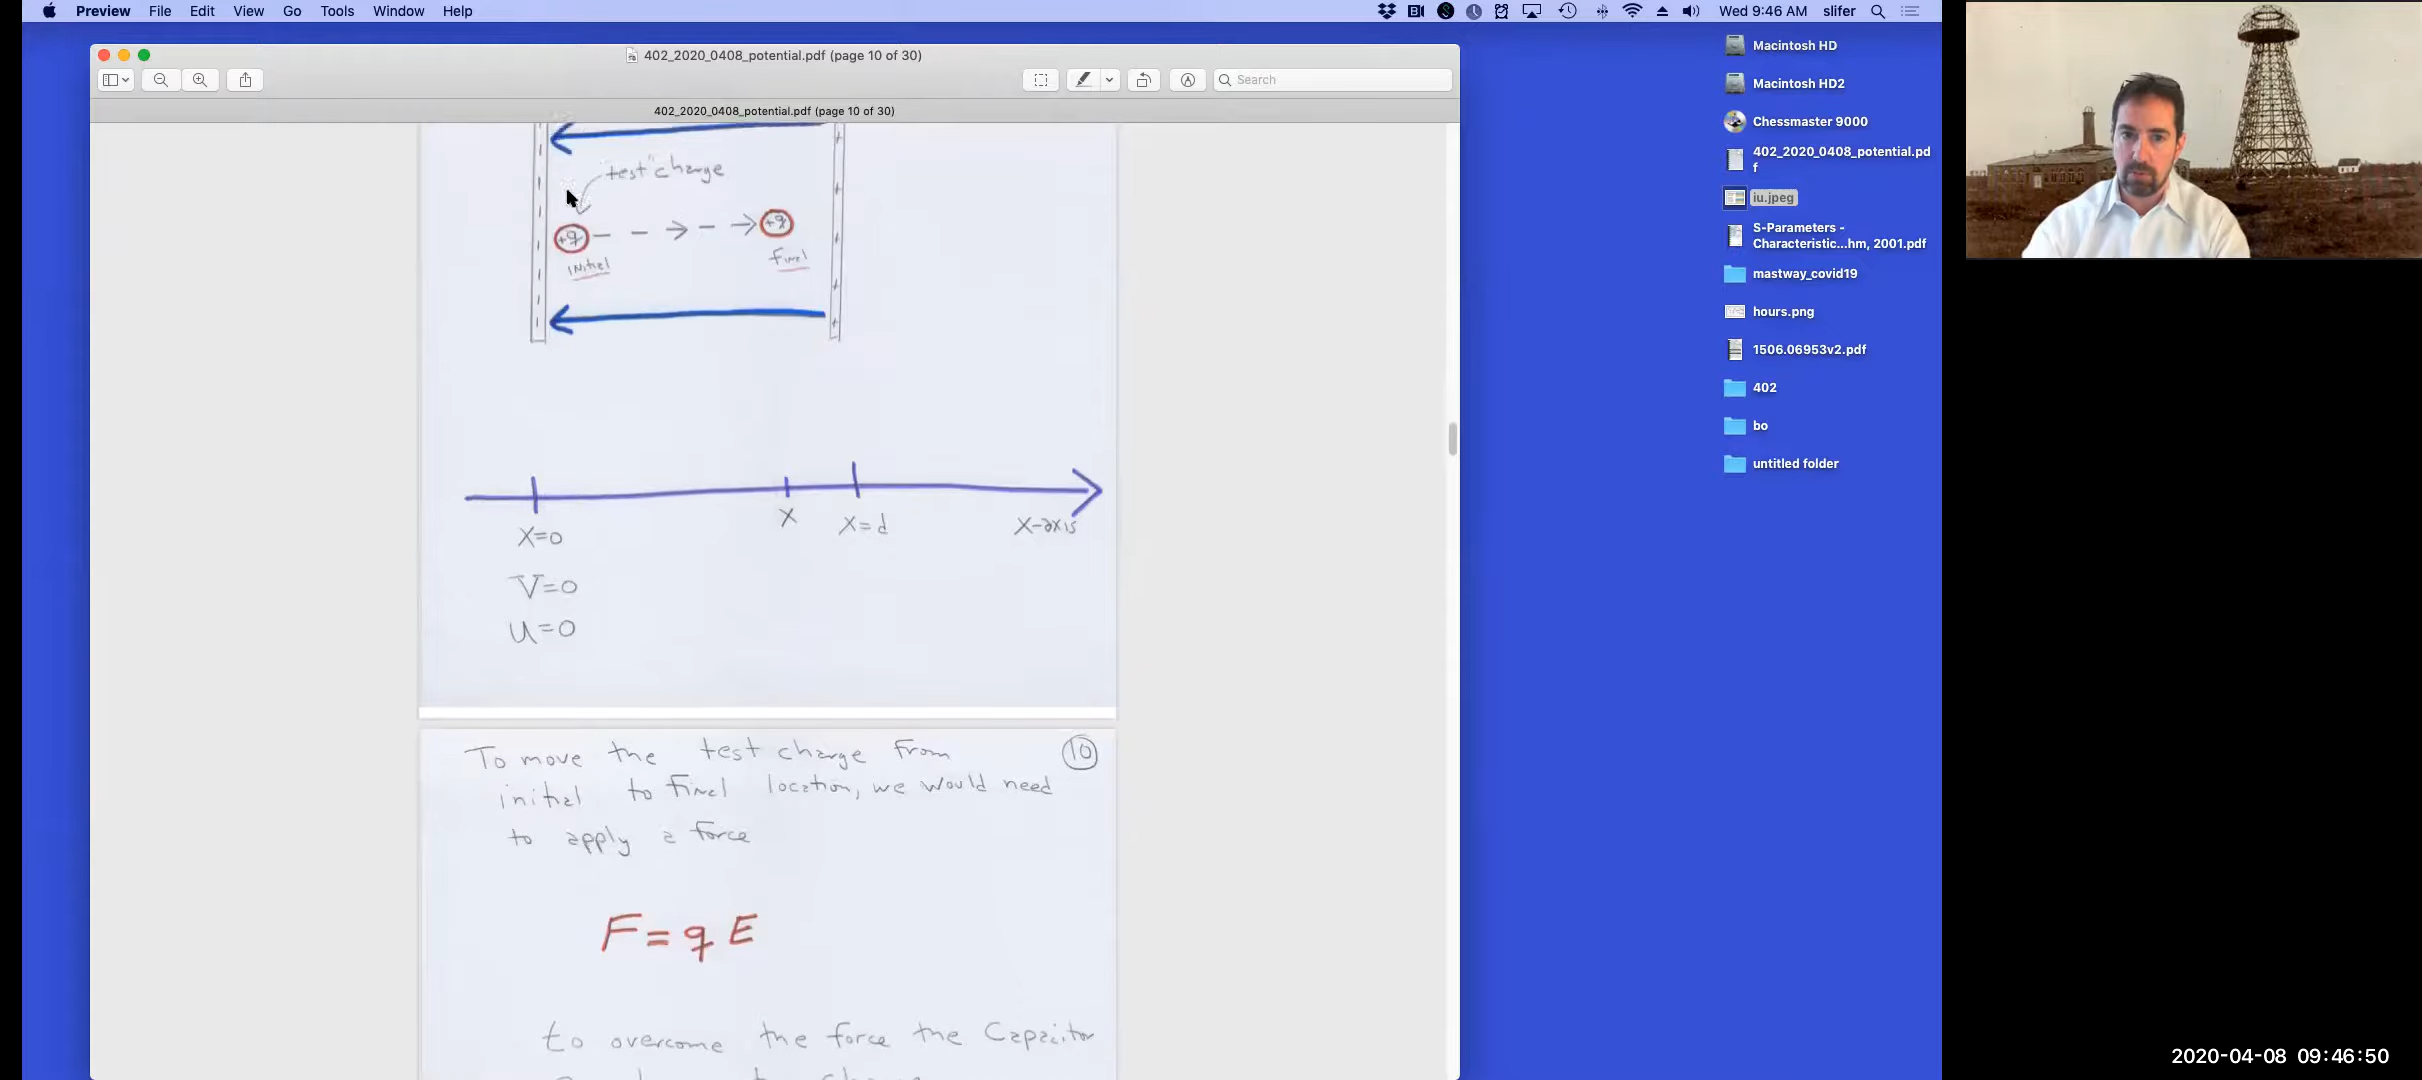 Preview File Edit View Go Tools Window Help
Wed 9:46 AM slifer
402_2020_0408_potential.pdf (page 10 of 30)
Search
402_2020_0408_potential.pdf (page 10 of 30)
"test" charge
+q
+q
initial
final
X=0
X
X=d
X-axis
V=0
U=0
To move the test charge from
10
initial to final location, we would need
to apply a force
F = q E
to overcome the force the Capacitor
Macintosh HD
Macintosh HD2
Chessmaster 9000
402_2020_0408_potential.pd
f
iu.jpeg
S-Parameters -
Characteristic...hm, 2001.pdf
mastway_covid19
hours.png
1506.06953v2.pdf
402
bo
untitled folder
2020-04-08 09:46:50